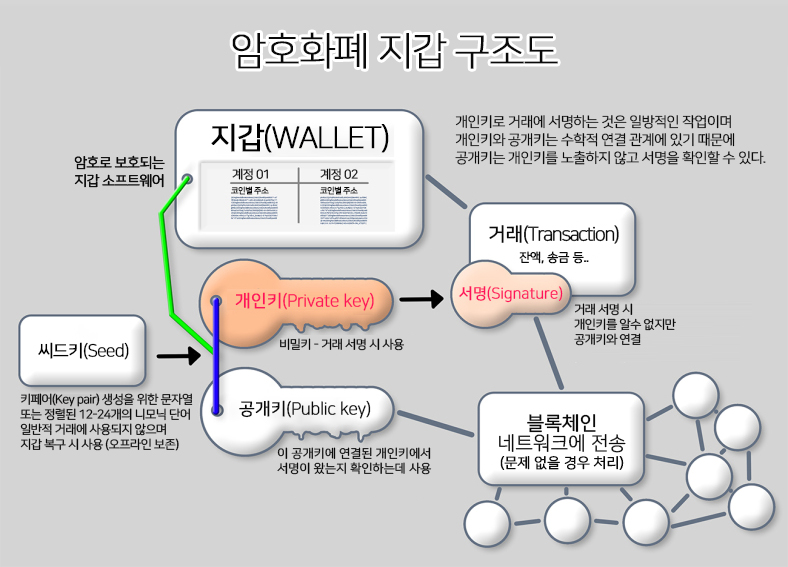 암호화폐 지갑 구조도
개인키로 거래에 서명하는 것은 일방적인 작업이며
개인키와 공개키는 수학적 연결 관계에 있기 때문에
공개키는 개인키를 노출하지 않고 서명을 확인할 수 있다.
암호로 보호되는
지갑 소프트웨어
지갑(WALLET)
계정 01
계정 02
코인별 주소
코인별 주소
거래(Transaction)
잔액, 송금 등..
서명(Signature)
거래 서명 시
개인키를 알수 없지만
공개키와 연결
개인키(Private key)
비밀키 - 거래 서명 시 사용
씨드키(Seed)
키페어(Key pair) 생성을 위한 문자열
또는 정렬된 12-24개의 니모닉 단어
일반적 거래에 사용되지 않으며
지갑 복구 시 사용 (오프라인 보존)
공개키(Public key)
이 공개키에 연결된 개인키에서
서명이 왔는지 확인하는데 사용
블록체인
네트워크에 전송
(문제 없을 경우 처리)